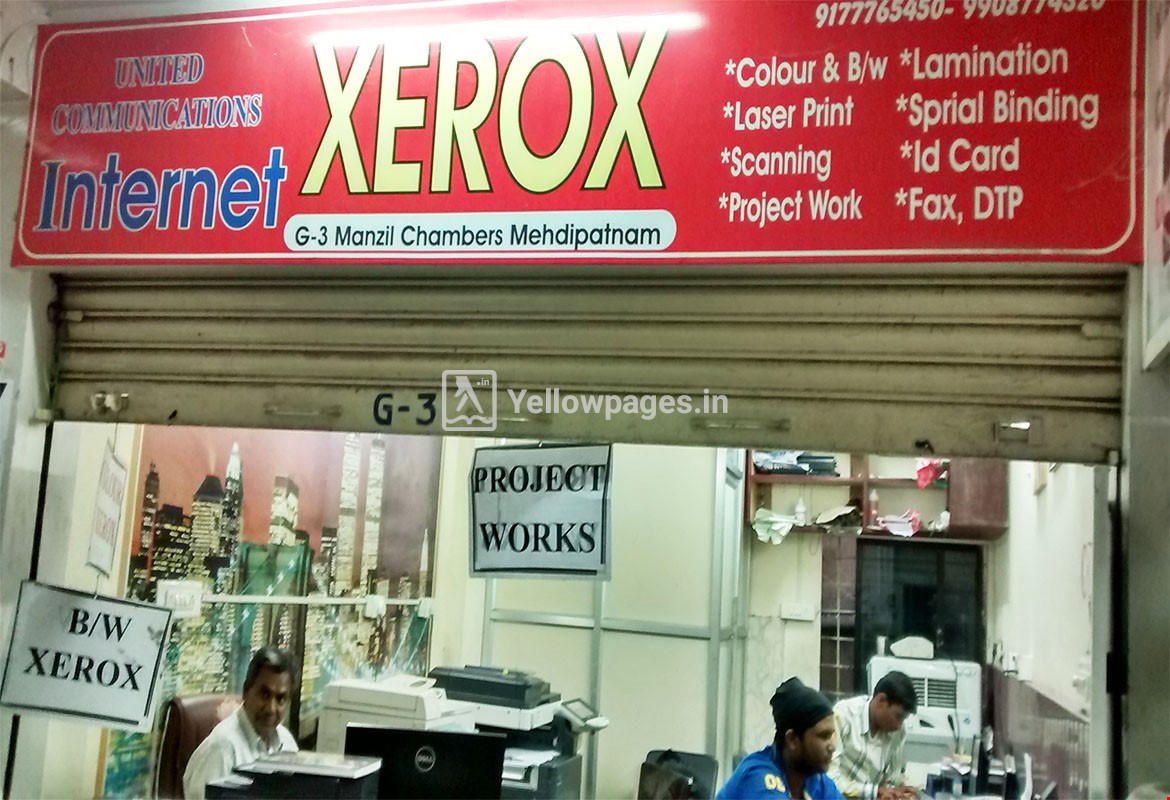 9177765450- 9908774320
UNITED
COMMUNICATIONS
Internet
XEROX
G-3 Manzil Chambers Mehdipatnam
*Colour & B/w *Lamination
*Laser Print *Sprial Binding
*Scanning *Id Card
*Project Work *Fax, DTP
G-3
Yellowpages.in
PROJECT
WORKS
B/W
XEROX
DELL